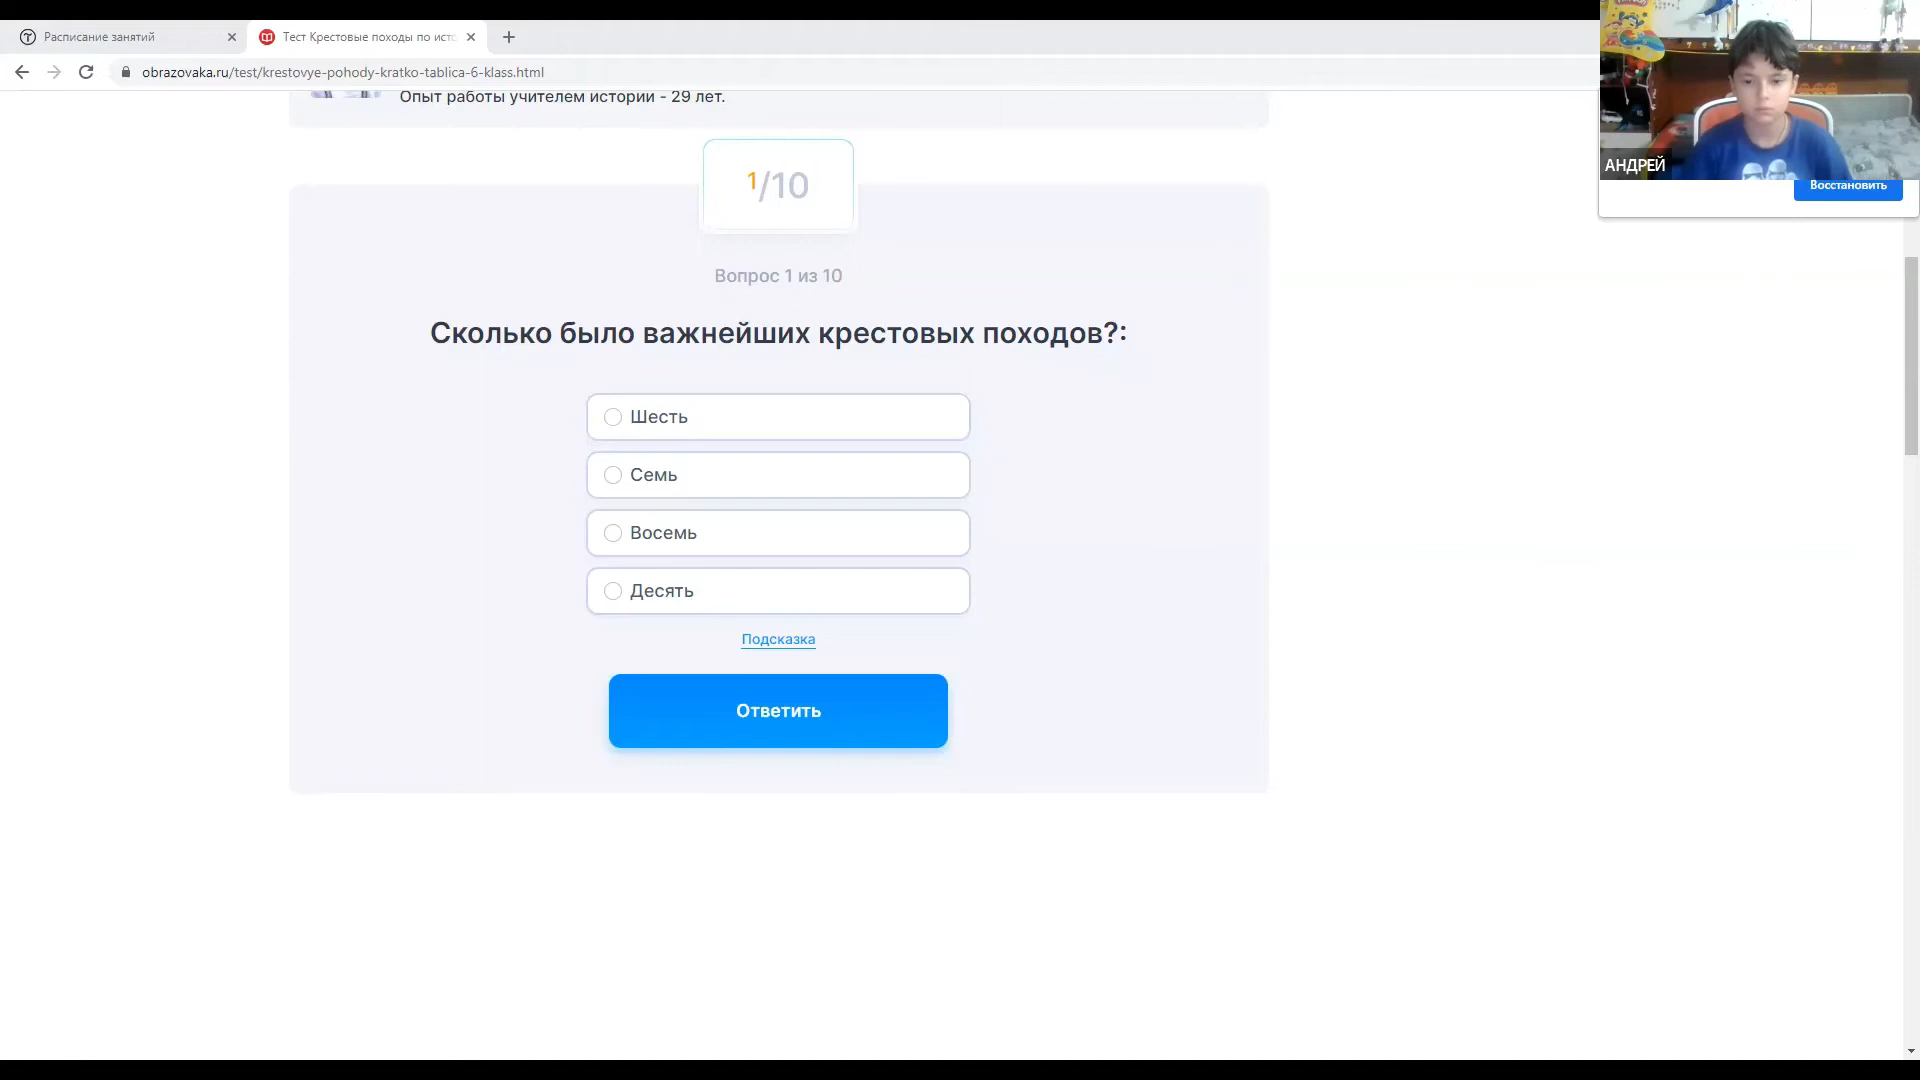 Расписание занятий
Тест Крестовые походы по ист
obrazovaka.ru/test/krestovye-pohody-kratko-tablica-6-klass.html
Опыт работы учителем истории - 29 лет.
АНДРЕЙ
Восстановить
1/10
Вопрос 1 из 10
Сколько было важнейших крестовых походов?:
Шесть
Семь
Восемь
Десять
Подсказка
Ответить